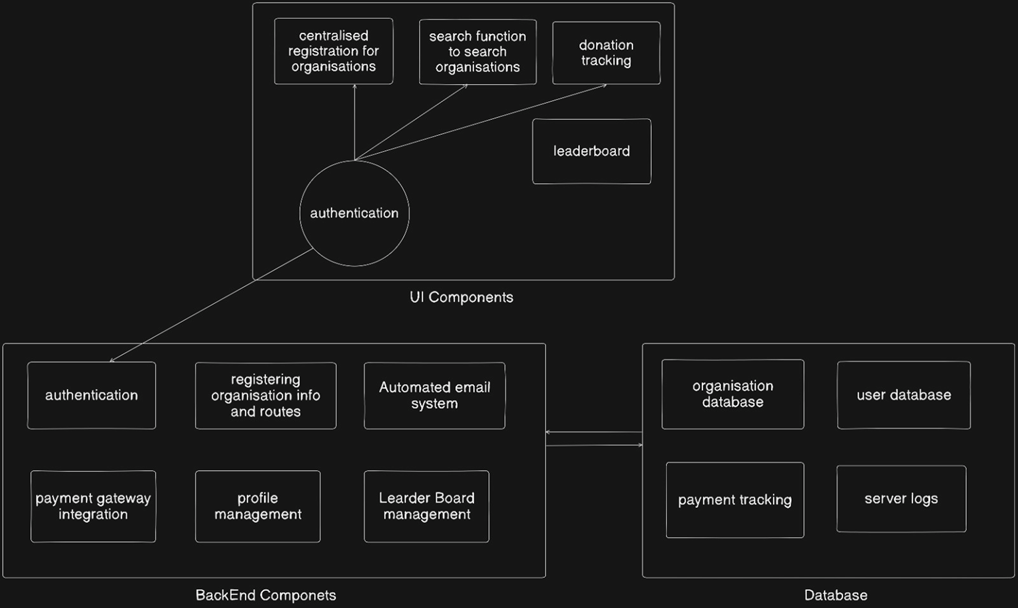 centralised
registration for
organisations
search function
to search
organisations
donation
tracking
leaderboard
authentication
UI Components
authentication
registering
organisation info
and routes
Automated email
system
payment gateway
integration
profile
management
Learder Board
management
BackEnd Componets
organisation
database
user database
payment tracking
server logs
Database